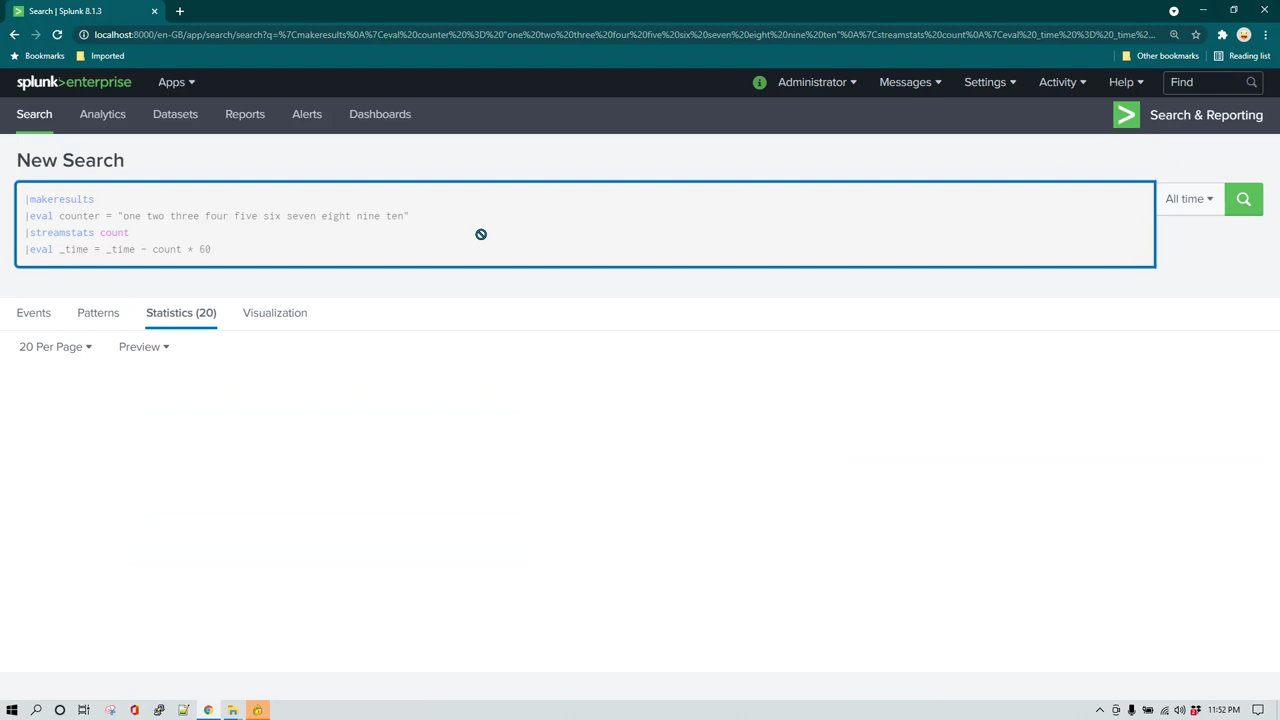 Search | Splunk 8.1.3
localhost:8000/en-GB/app/search/search?q=%7Cmakeresults%0A%7Ceval%20counter%20%3D%20"one%20two%20three%20four%20five%20six%20seven%20eight%20nine%20ten"%0A%7Cstreamstats%20count%0A%7Ceval%20_time%20%3D%20_time%2...
Bookmarks
Imported
Other bookmarks
Reading list
splunk>enterprise
Apps
Administrator
Messages
Settings
Activity
Help
Find
Search
Analytics
Datasets
Reports
Alerts
Dashboards
Search & Reporting
New Search
|makeresults
|eval counter = "one two three four five six seven eight nine ten"
|streamstats count
|eval _time = _time - count * 60
All time
Events
Patterns
Statistics (20)
Visualization
20 Per Page
Preview
11:52 PM